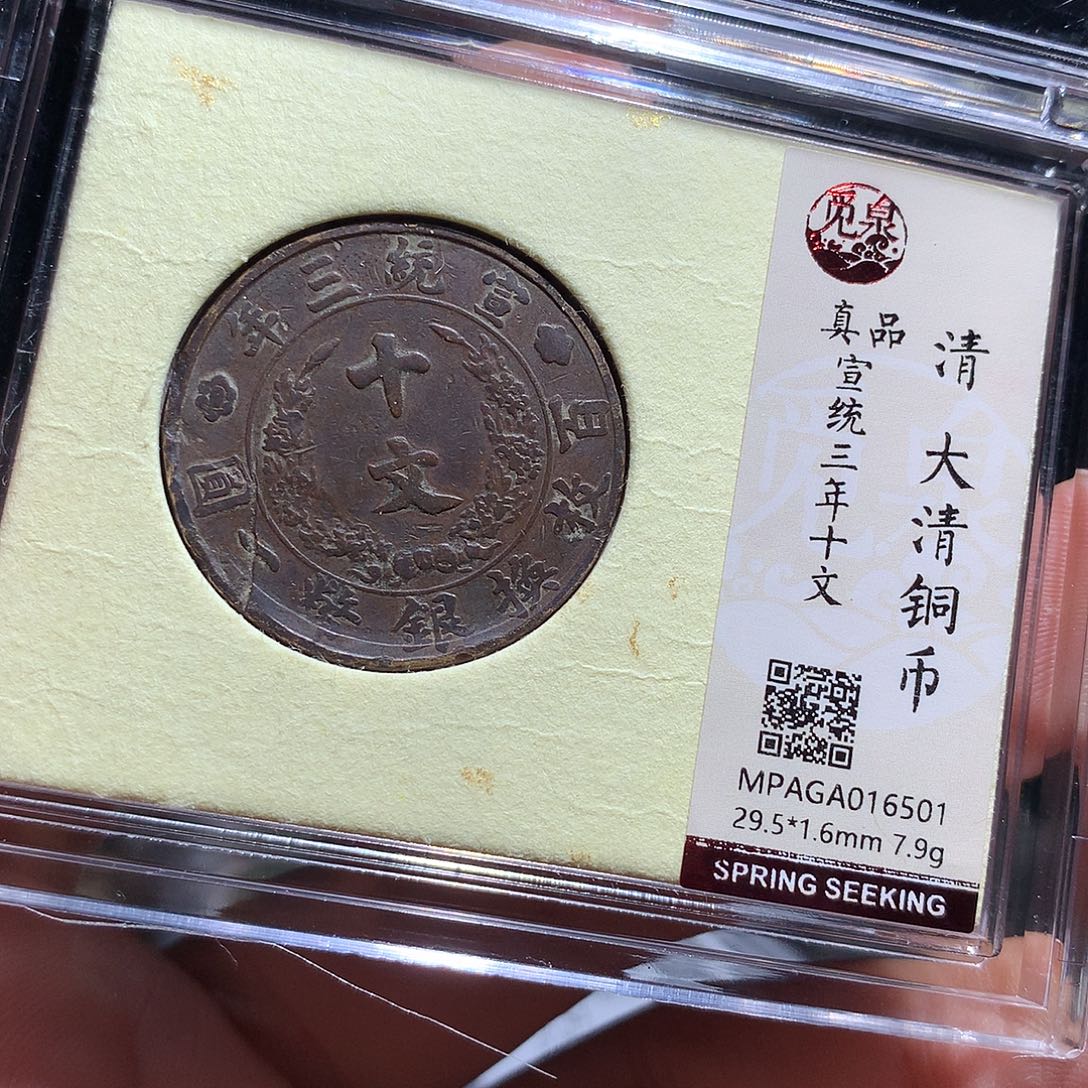 宣統三年
十文
百枚換銀幣一圓
觅泉
清 大清铜币
真品
宣统三年十文
MPAGA016501
29.5*1.6mm 7.9g
SPRING SEEKING